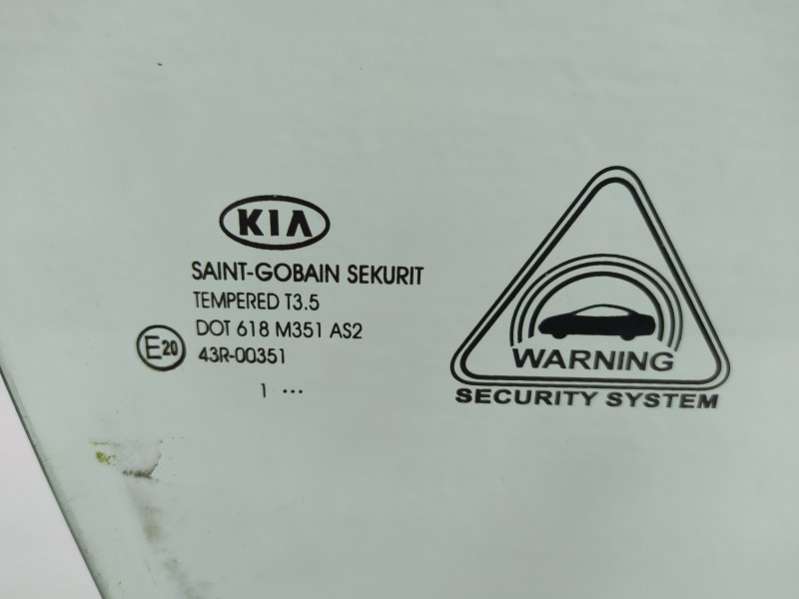 KIA
SAINT-GOBAIN SEKURIT
TEMPERED T3.5
DOT 618 M351 AS2
E20 43R-00351
1 ...
WARNING
SECURITY SYSTEM